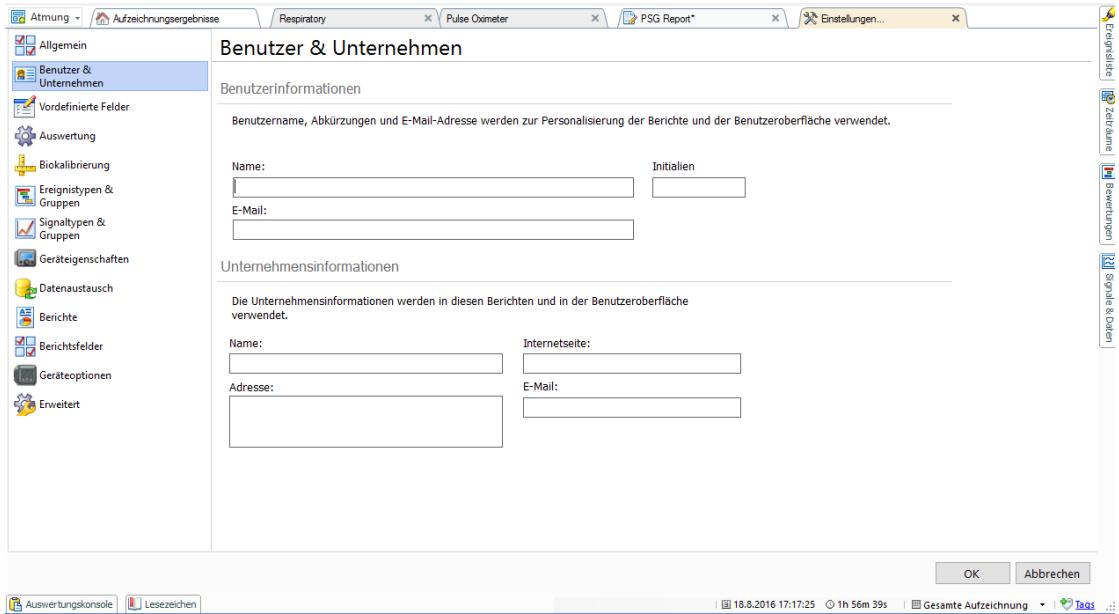 Atmung
Aufzeichnungsergebnisse
Respiratory
Pulse Oximeter
PSG Report*
Einstellungen...
Allgemein
Benutzer &
Unternehmen
Vordefinierte Felder
Auswertung
Biokalibrierung
Ereignistypen &
Gruppen
Signaltypen &
Gruppen
Geräteigenschaften
Datenaustausch
Berichte
Berichtsfelder
Geräteoptionen
Erweitert
Benutzer & Unternehmen
Benutzerinformationen
Benutzername, Abkürzungen und E-Mail-Adresse werden zur Personalisierung der Berichte und der Benutzeroberfläche verwendet.
Name:
Initialien
E-Mail:
Unternehmensinformationen
Die Unternehmensinformationen werden in diesen Berichten und in der Benutzeroberfläche
verwendet.
Name:
Internetseite:
Adresse:
E-Mail:
OK
Abbrechen
Ereignisliste
Zeiträume
Bewertungen
Signale & Daten
Auswertungskonsole
Lesezeichen
18.8.2016 17:17:25
1h 56m 39s
Gesamte Aufzeichnung
Tags